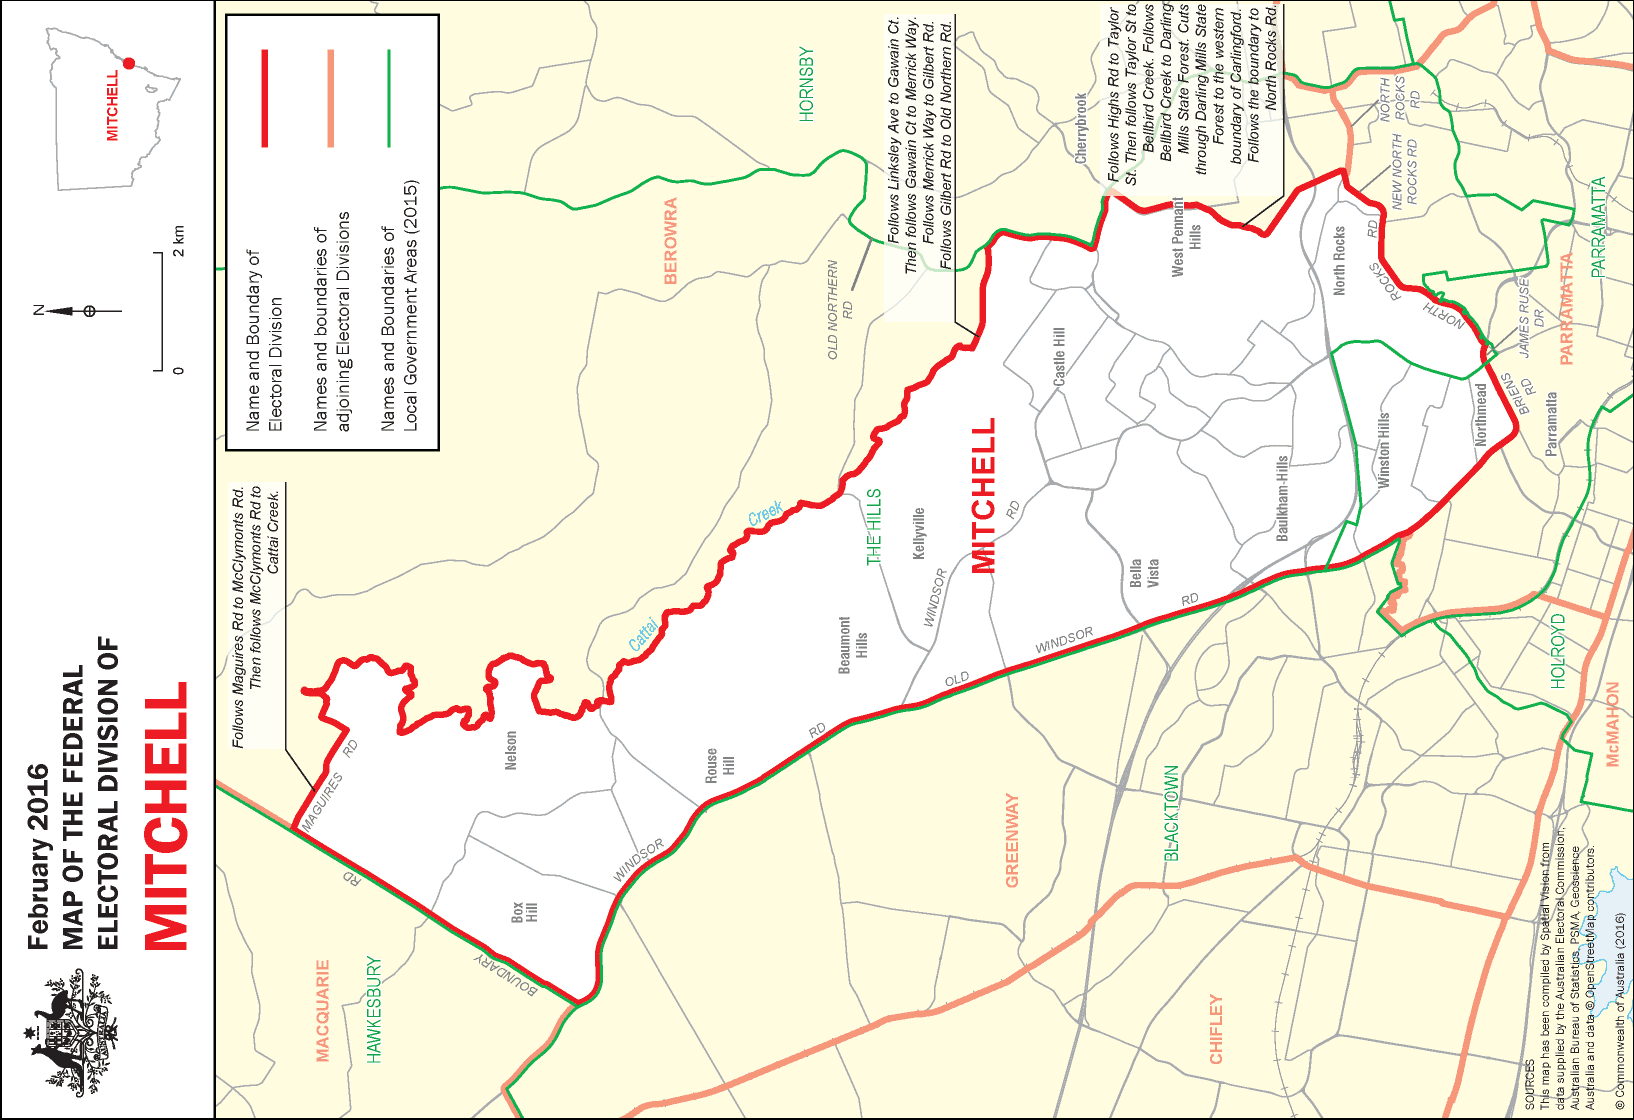 February 2016
MAP OF THE FEDERAL
ELECTORAL DIVISION OF
MITCHELL
N
0
2 km
MITCHELL
Name and Boundary of
Electoral Division
Names and boundaries of
adjoining Electoral Divisions
Names and Boundaries of
Local Government Areas (2015)
Follows Maguires Rd to McClymonts Rd.
Then follows McClymonts Rd to
Cattai Creek.
Follows Linksley Ave to Gawain Ct.
Then follows Gawain Ct to Merrick Way.
Follows Merrick Way to Gilbert Rd.
Follows Gilbert Rd to Old Northern Rd.
Follows Highs Rd to Taylor
St. Then follows Taylor St to
Bellbird Creek. Follows
Bellbird Creek to Darling
Mills State Forest. Cuts
through Darling Mills State
Forest to the western
boundary of Carlingford.
Follows the boundary to
North Rocks Rd.
MACQUARIE
HAWKESBURY
BEROWRA
HORNSBY
MAGUIRES RD
BOUNDARY
RD
Nelson
Box
Hill
Rouse
Hill
WINDSOR
RD
Cattai
Creek
OLD NORTHERN
RD
THE HILLS
Kellyville
Beaumont
Hills
WINDSOR
RD
MITCHELL
OLD
WINDSOR
RD
Castle Hill
Cherrybrook
West Pennant
Hills
Bella
Vista
Baulkham-Hills
North Rocks
Winston Hills
Northmead
NORTH
ROCKS
RD
NORTH
ROCKS
RD
NEW NORTH
ROCKS RD
JAMES RUSE
DR
BRIENS
RD
Parramatta
PARRAMATTA
PARRAMATTA
GREENWAY
BLACKTOWN
CHIFLEY
HOLROYD
McMAHON
SOURCES
This map has been compiled by Spatial Vision from
data supplied by the Australian Electoral Commission,
Australian Bureau of Statistics, PSMA, Geoscience
Australia and data © OpenStreetMap contributors.
© Commonwealth of Australia (2016)